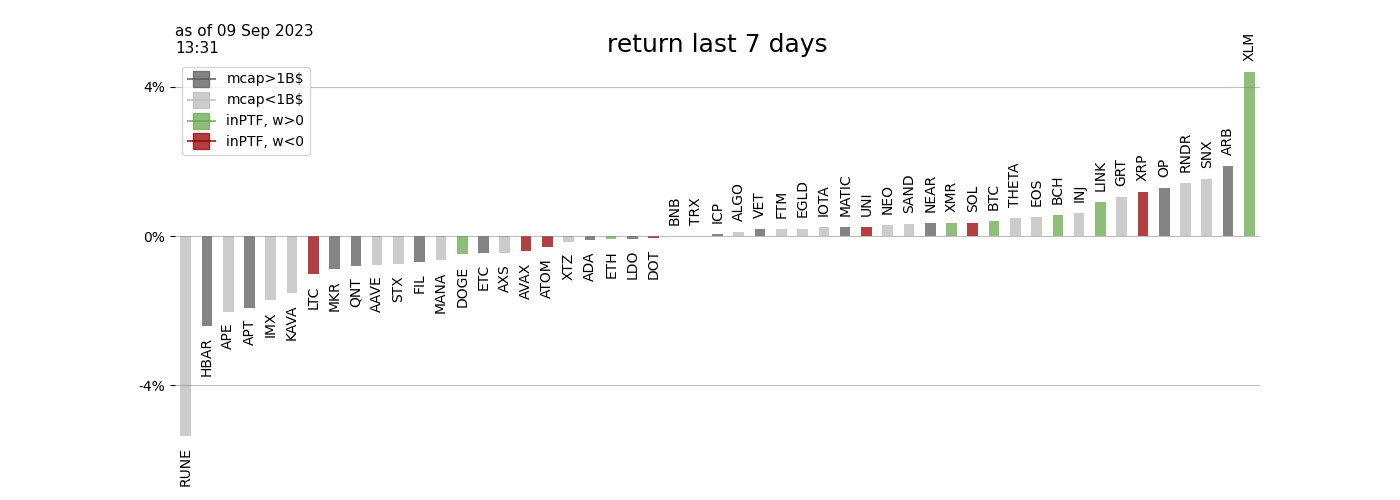 as of 09 Sep 2023
13:31
return last 7 days
mcap>1B$
mcap<1B$
inPTF, w>0
inPTF, w<0
4%
0%
-4%
RUNE
HBAR
APE
APT
IMX
KAVA
LTC
MKR
QNT
AAVE
STX
FIL
MANA
DOGE
ETC
AXS
AVAX
ATOM
XTZ
ADA
ETH
LDO
DOT
BNB
TRX
ICP
ALGO
VET
FTM
EGLD
IOTA
MATIC
UNI
NEO
SAND
NEAR
XMR
SOL
BTC
THETA
EOS
BCH
INJ
LINK
GRT
XRP
OP
RNDR
SNX
ARB
XLM